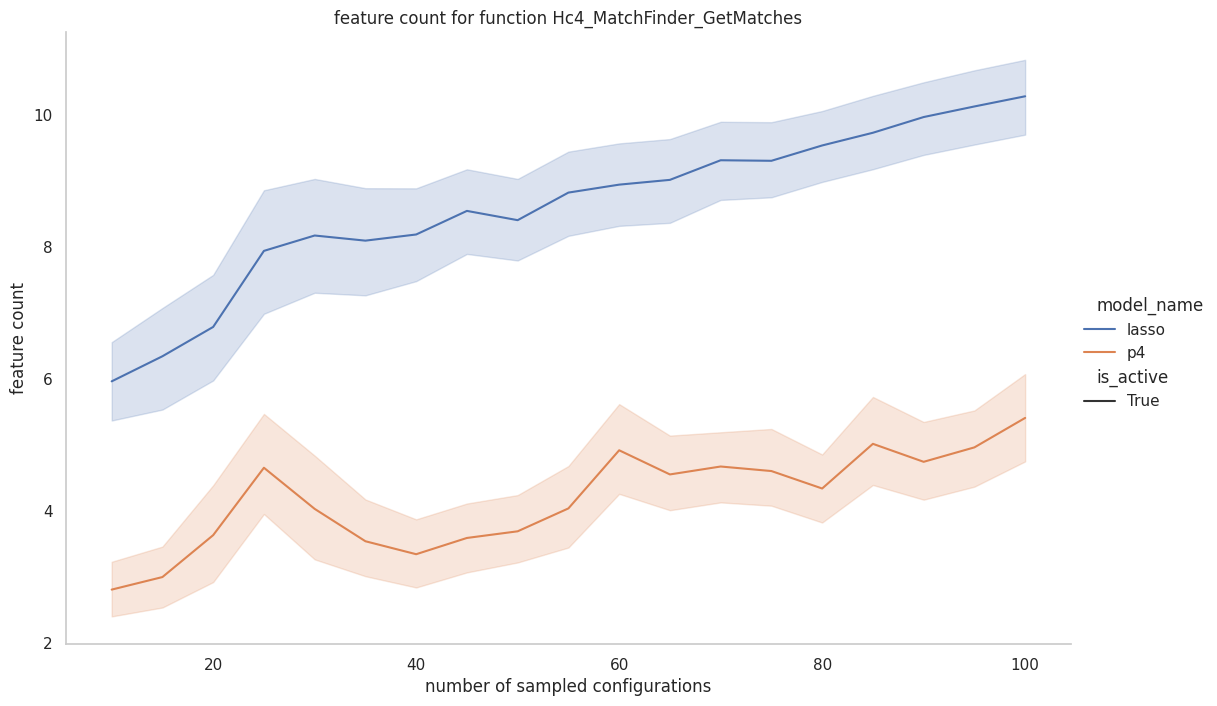 feature count for function Hc4_MatchFinder_GetMatches
10
8
6
4
2
feature count
20
40
60
80
100
number of sampled configurations
model_name
lasso
p4
is_active
True